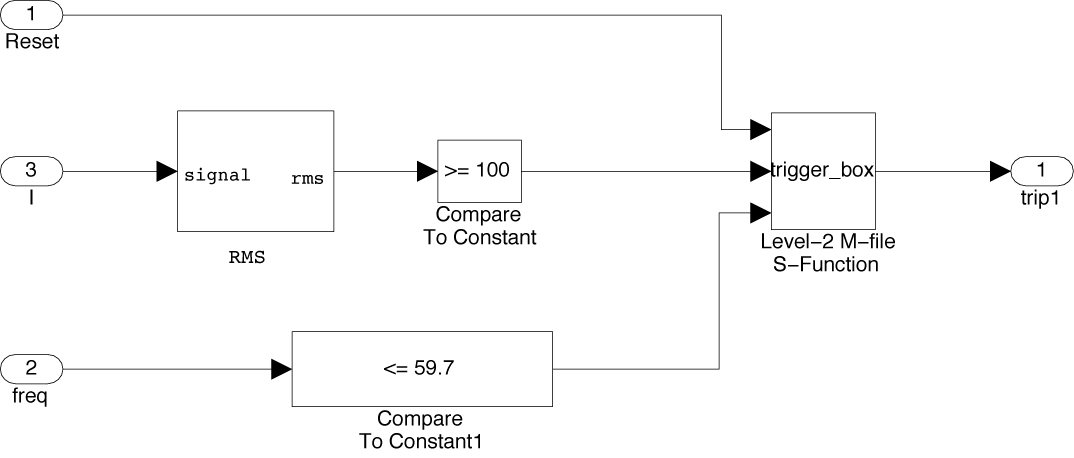 1
Reset
3
I
signal
rms
RMS
>= 100
Compare
To Constant
trigger_box
Level−2 M−file
S−Function
1
trip1
2
freq
<= 59.7
Compare
To Constant1